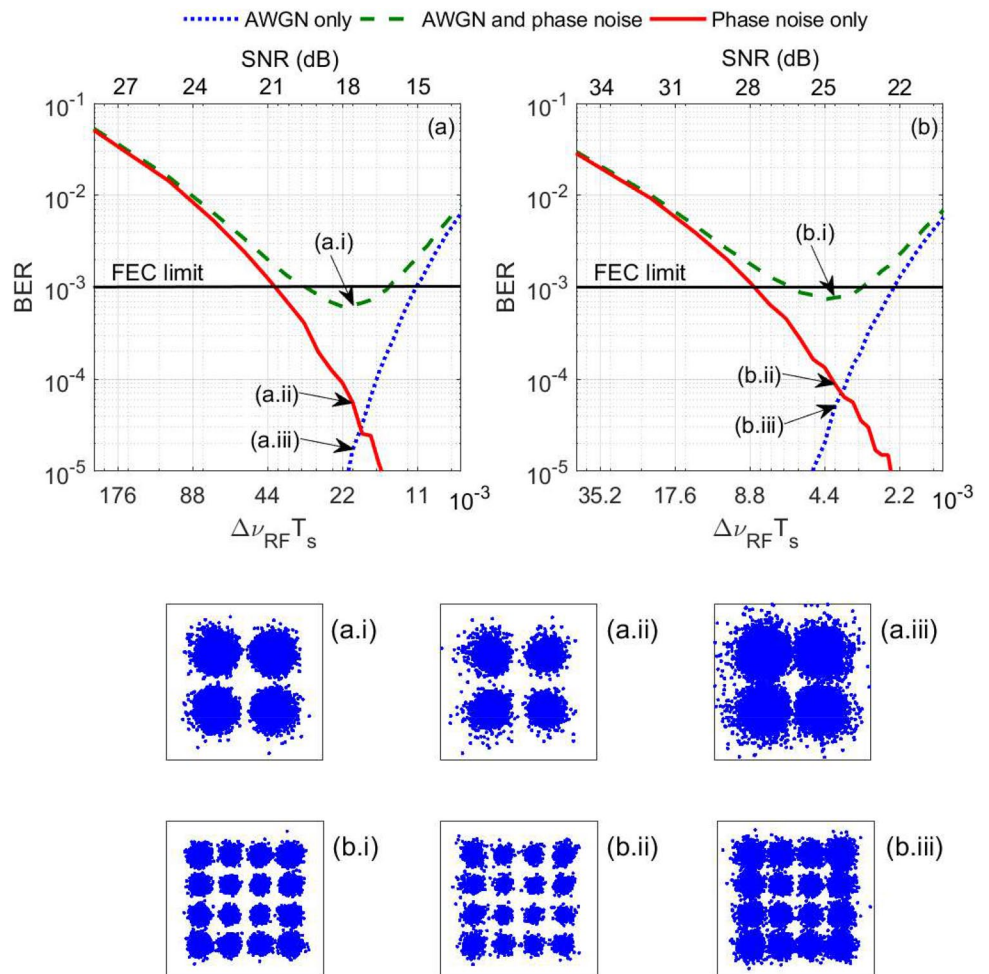 AWGN only AWGN and phase noise Phase noise only
SNR (dB) SNR (dB)
27 24 21 18 15 34 31 28 25 22
10-1 (a) 10-1 (b)
10-2 10-2
(a.i) (b.i)
FEC limit FEC limit
BER 10-3 BER 10-3
10-4 10-4
(a.ii) (b.ii)
(a.iii) (b.iii)
10-5 10-5
176 88 44 22 11 10-3 35.2 17.6 8.8 4.4 2.2 10-3
ΔνRFTs ΔνRFTs
(a.i) (a.ii) (a.iii)
(b.i) (b.ii) (b.iii)